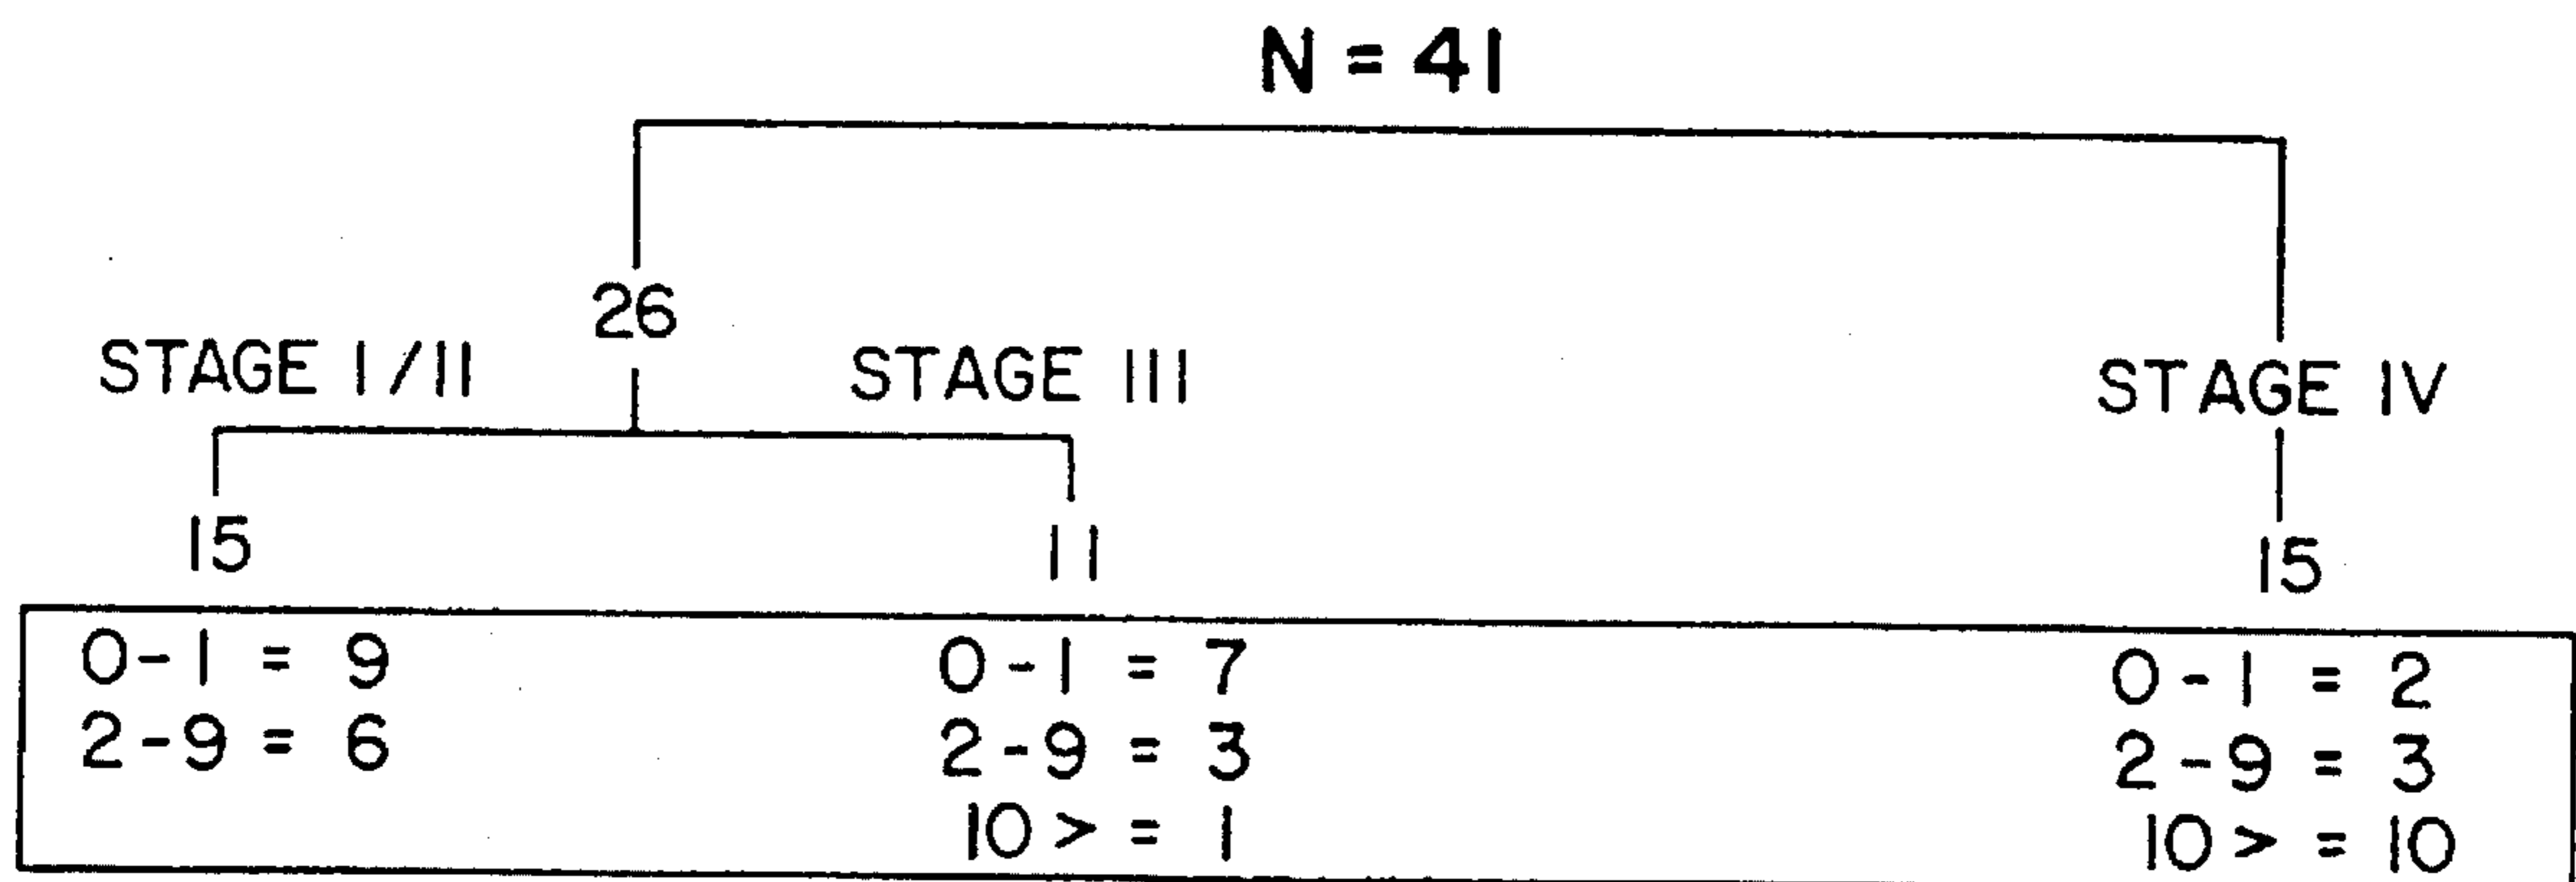 N = 41
26
STAGE I/II STAGE III STAGE IV
15 11 15
0-1 = 9 0-1 = 7 0-1 = 2
2-9 = 6 2-9 = 3 2-9 = 3
10> = 1 10> = 10